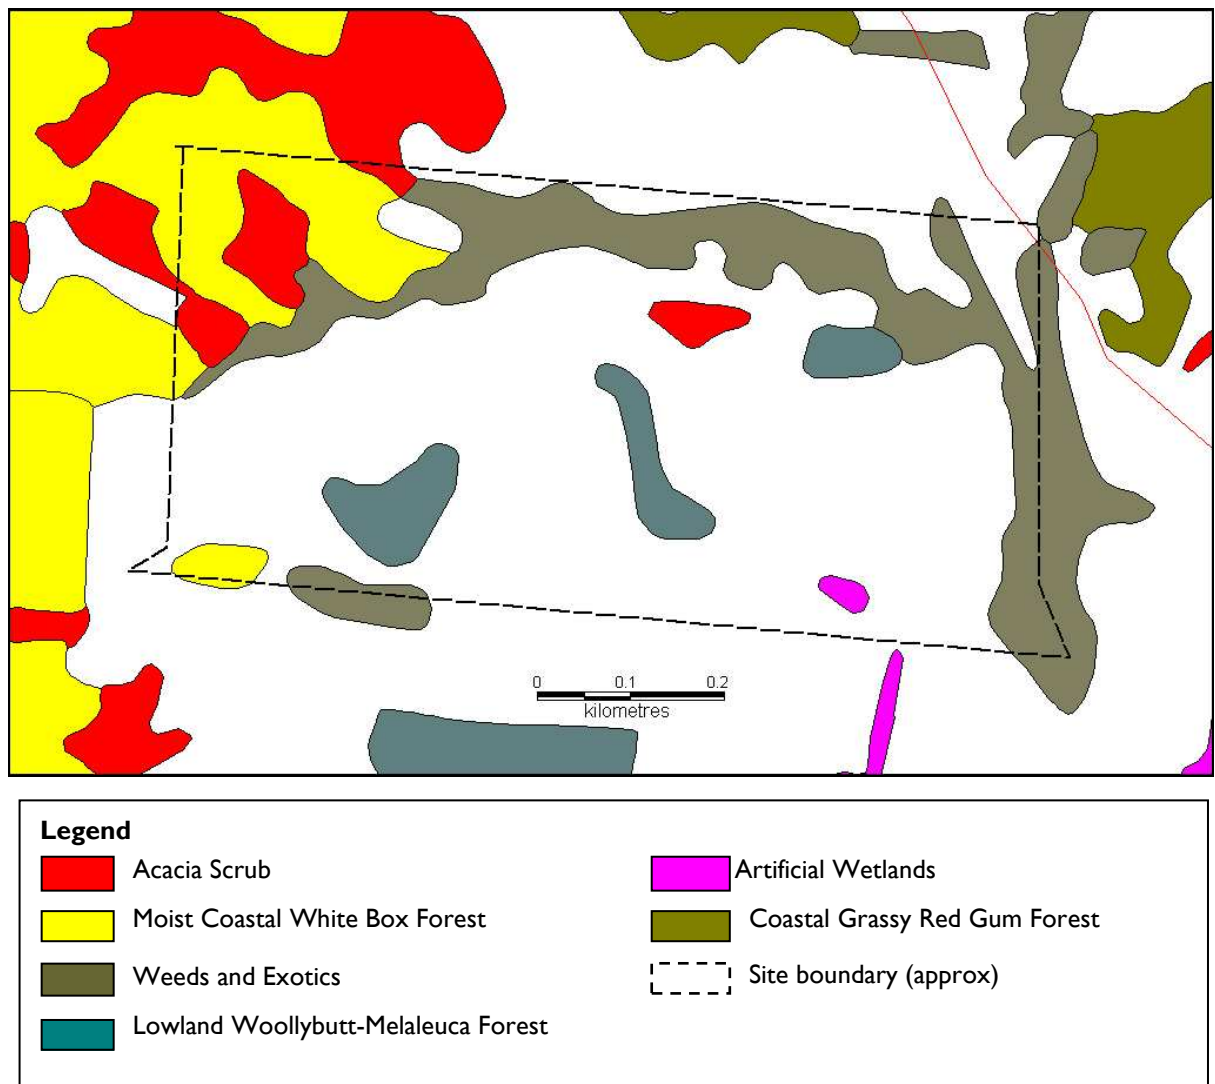 0 0.1 0.2
kilometres
Legend
Acacia Scrub
Artificial Wetlands
Moist Coastal White Box Forest
Coastal Grassy Red Gum Forest
Weeds and Exotics
Site boundary (approx)
Lowland Woollybutt-Melaleuca Forest